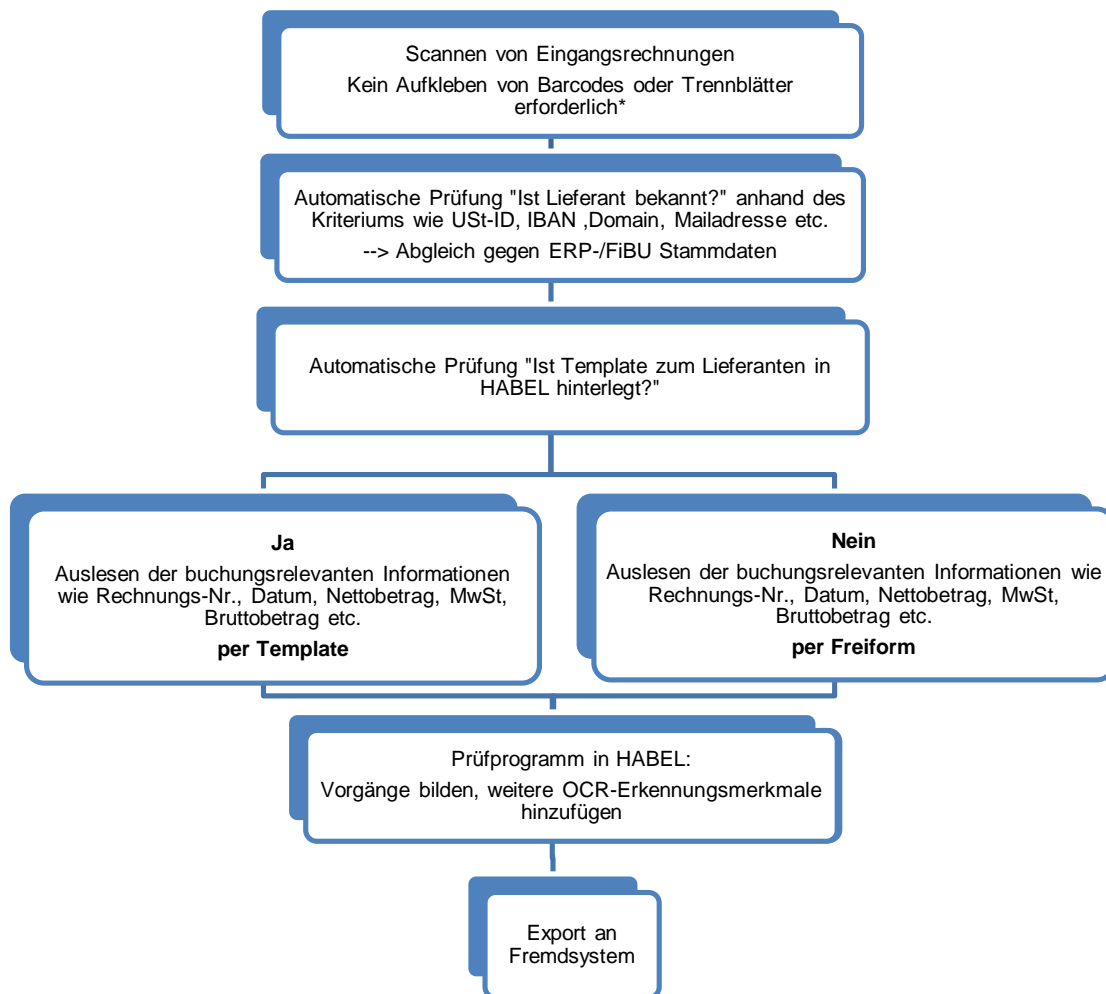 Scannen von Eingangsrechnungen
Kein Aufkleben von Barcodes oder Trennblätter
erforderlich*
Automatische Prüfung "Ist Lieferant bekannt?" anhand des
Kriteriums wie USt-ID, IBAN ,Domain, Mailadresse etc.
--> Abgleich gegen ERP-/FiBU Stammdaten
Automatische Prüfung "Ist Template zum Lieferanten in
HABEL hinterlegt?"
Ja
Auslesen der buchungsrelevanten Informationen
wie Rechnungs-Nr., Datum, Nettobetrag, MwSt,
Bruttobetrag etc.
per Template
Nein
Auslesen der buchungsrelevanten Informationen wie
Rechnungs-Nr., Datum, Nettobetrag, MwSt,
Bruttobetrag etc.
per Freiform
Prüfprogramm in HABEL:
Vorgänge bilden, weitere OCR-Erkennungsmerkmale
hinzufügen
Export an
Fremdsystem